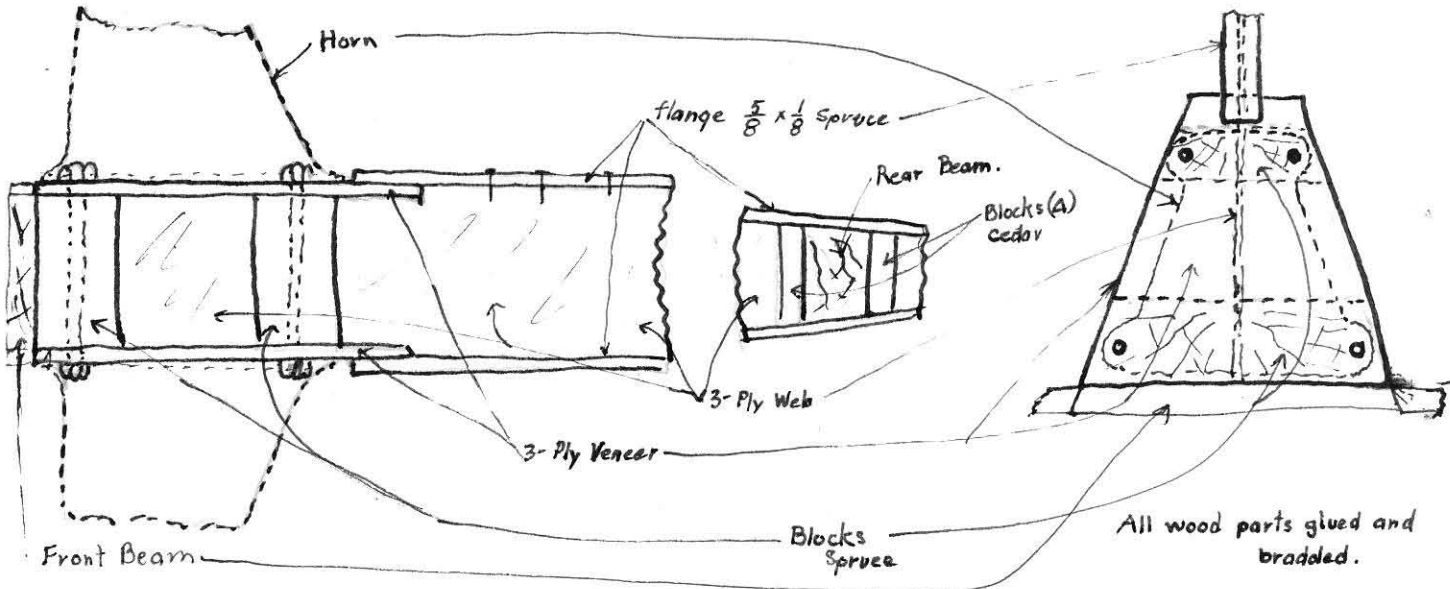 Horn
flange 5/8 x 1/8 Spruce
Rear Beam.
Blocks (A)
Cedar
3-Ply Web
3-Ply Veneer
Blocks
Spruce
Front Beam
All wood parts glued and
bradded.